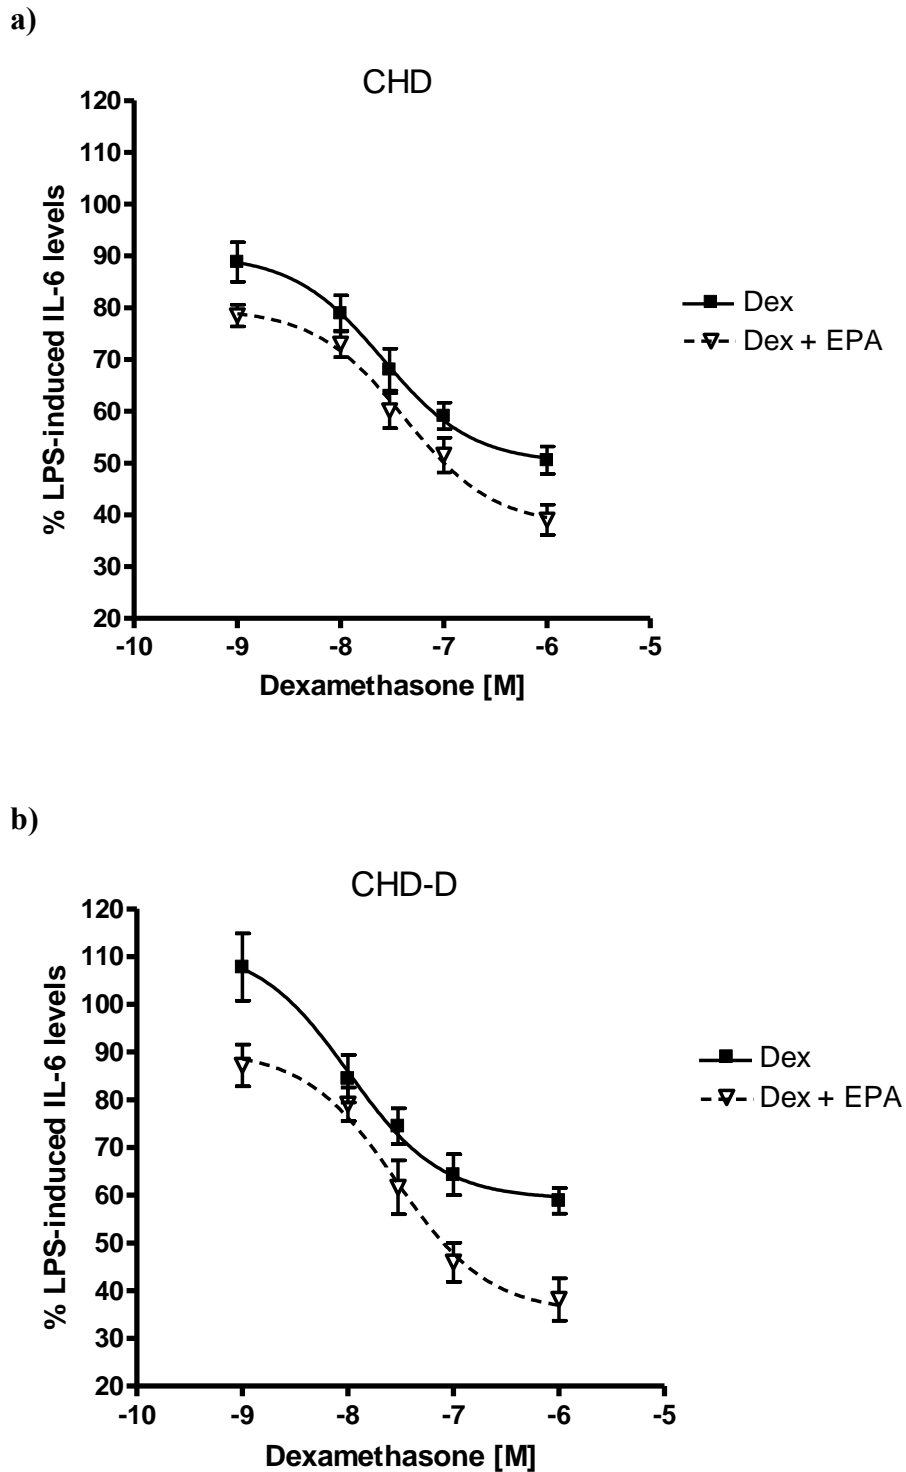 a)
CHD
120
110
100
90
80
70
60
50
40
30
20
% LPS-induced IL-6 levels
-10 -9 -8 -7 -6 -5
Dexamethasone [M]
Dex
Dex + EPA
b)
CHD-D
120
110
100
90
80
70
60
50
40
30
20
% LPS-induced IL-6 levels
-10 -9 -8 -7 -6 -5
Dexamethasone [M]
Dex
Dex + EPA